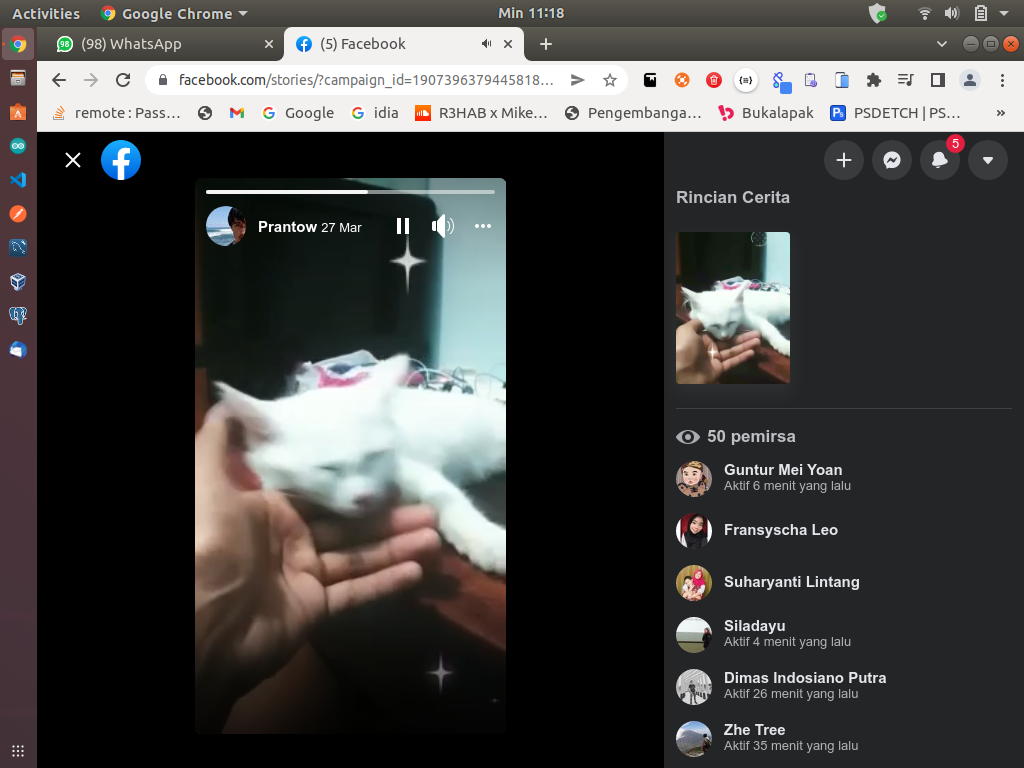 Activities
Google Chrome
Min 11:18
98
(98) WhatsApp
(5) Facebook
facebook.com/stories/?campaign_id=1907396379445818...
remote : Pass...
Google
idia
R3HAB x Mike...
Pengembanga...
Bukalapak
PSDETCH | PS...
»
5
Prantow 27 Mar
Rincian Cerita
50 pemirsa
Guntur Mei Yoan
Aktif 6 menit yang lalu
Fransyscha Leo
Suharyanti Lintang
Siladayu
Aktif 4 menit yang lalu
Dimas Indosiano Putra
Aktif 26 menit yang lalu
Zhe Tree
Aktif 35 menit yang lalu